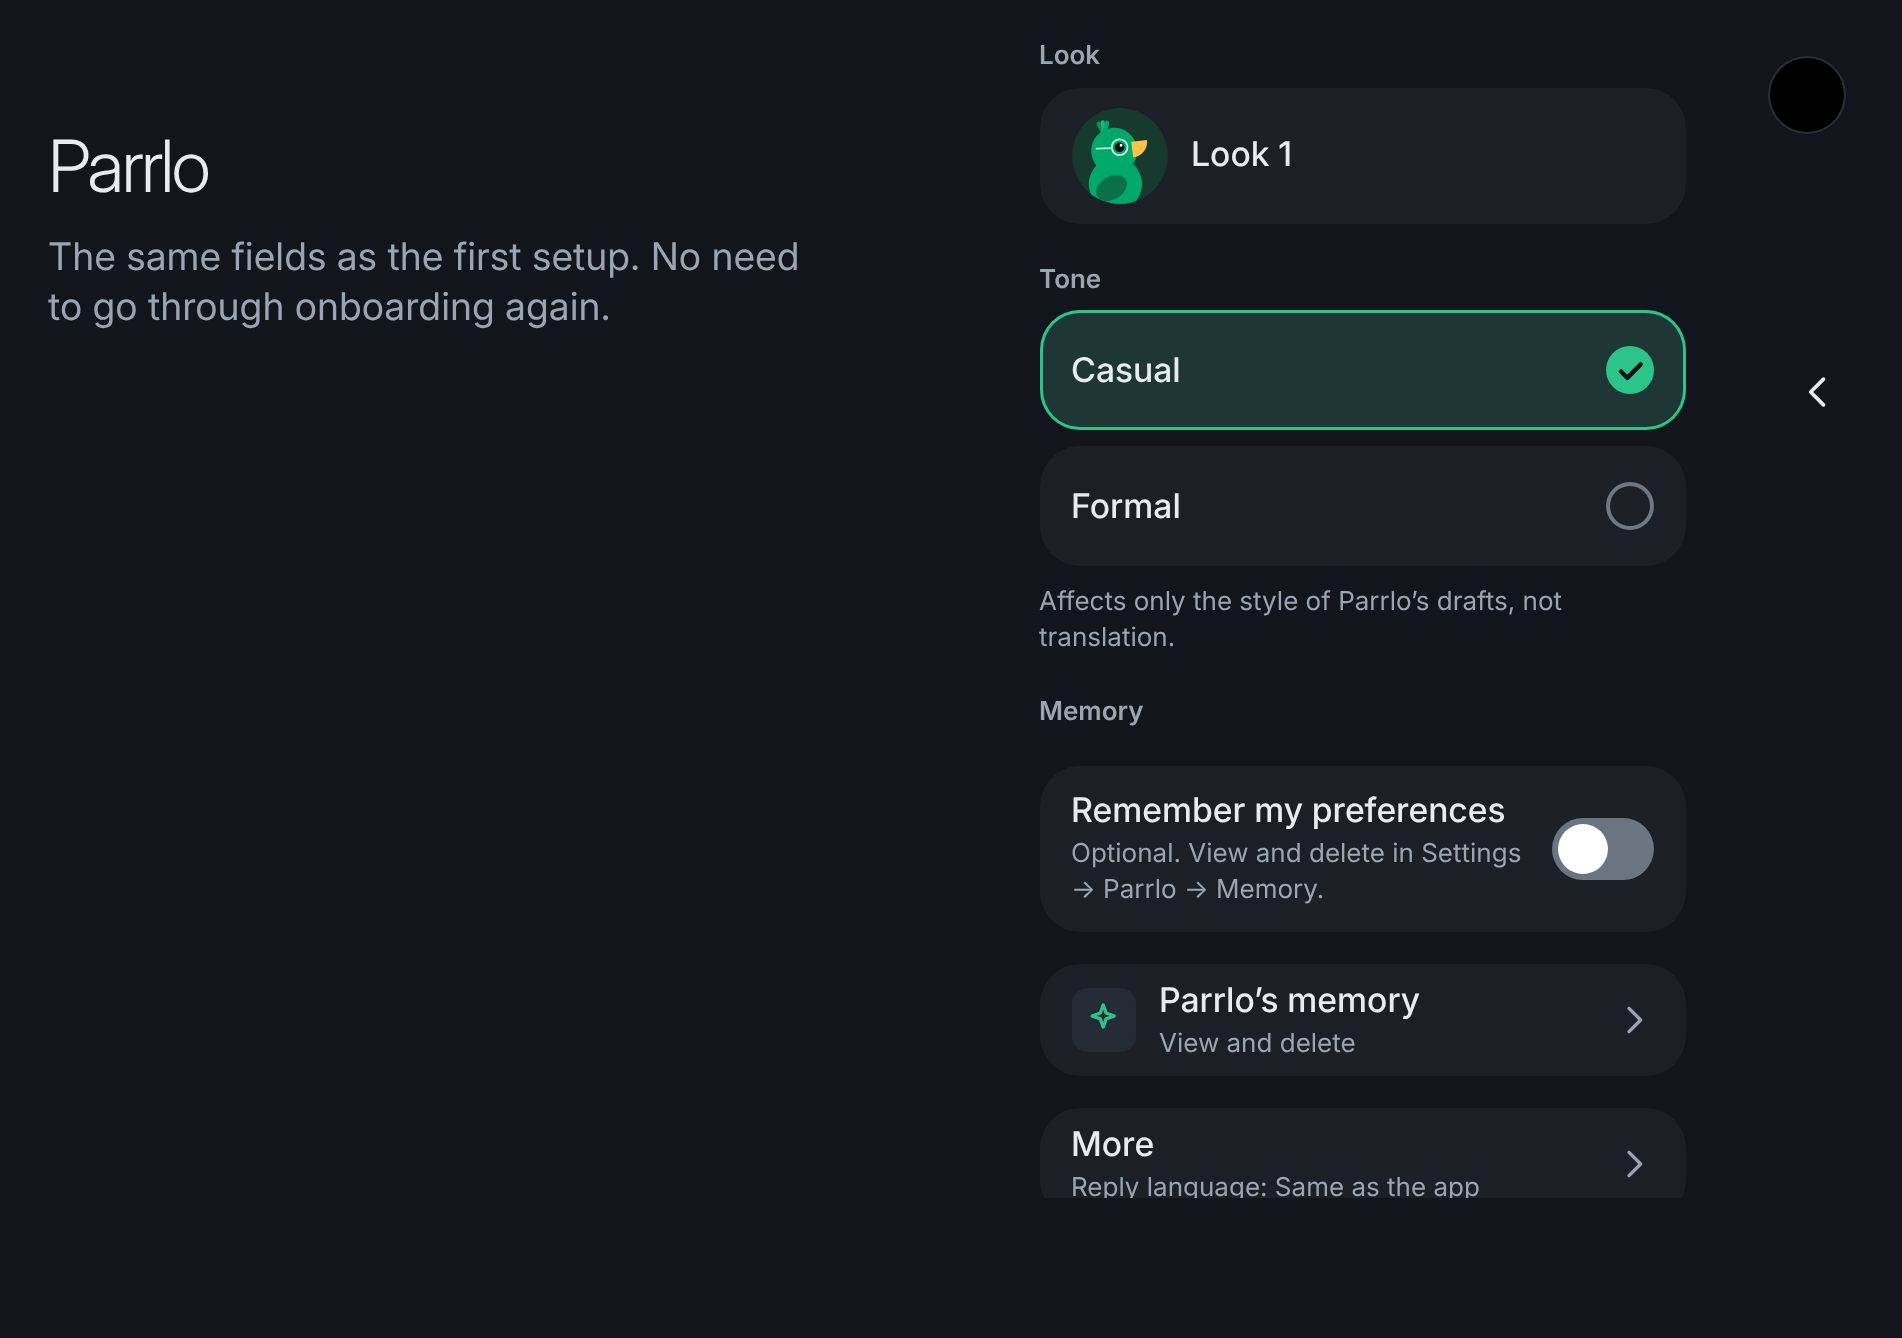 Parrlo
The same fields as the first setup. No need
to go through onboarding again.
Look
Look 1
Tone
Casual
Formal
Affects only the style of Parrlo’s drafts, not
translation.
Memory
Remember my preferences
Optional. View and delete in Settings
→ Parrlo → Memory.
Parrlo’s memory
View and delete
More
Reply language: Same as the app